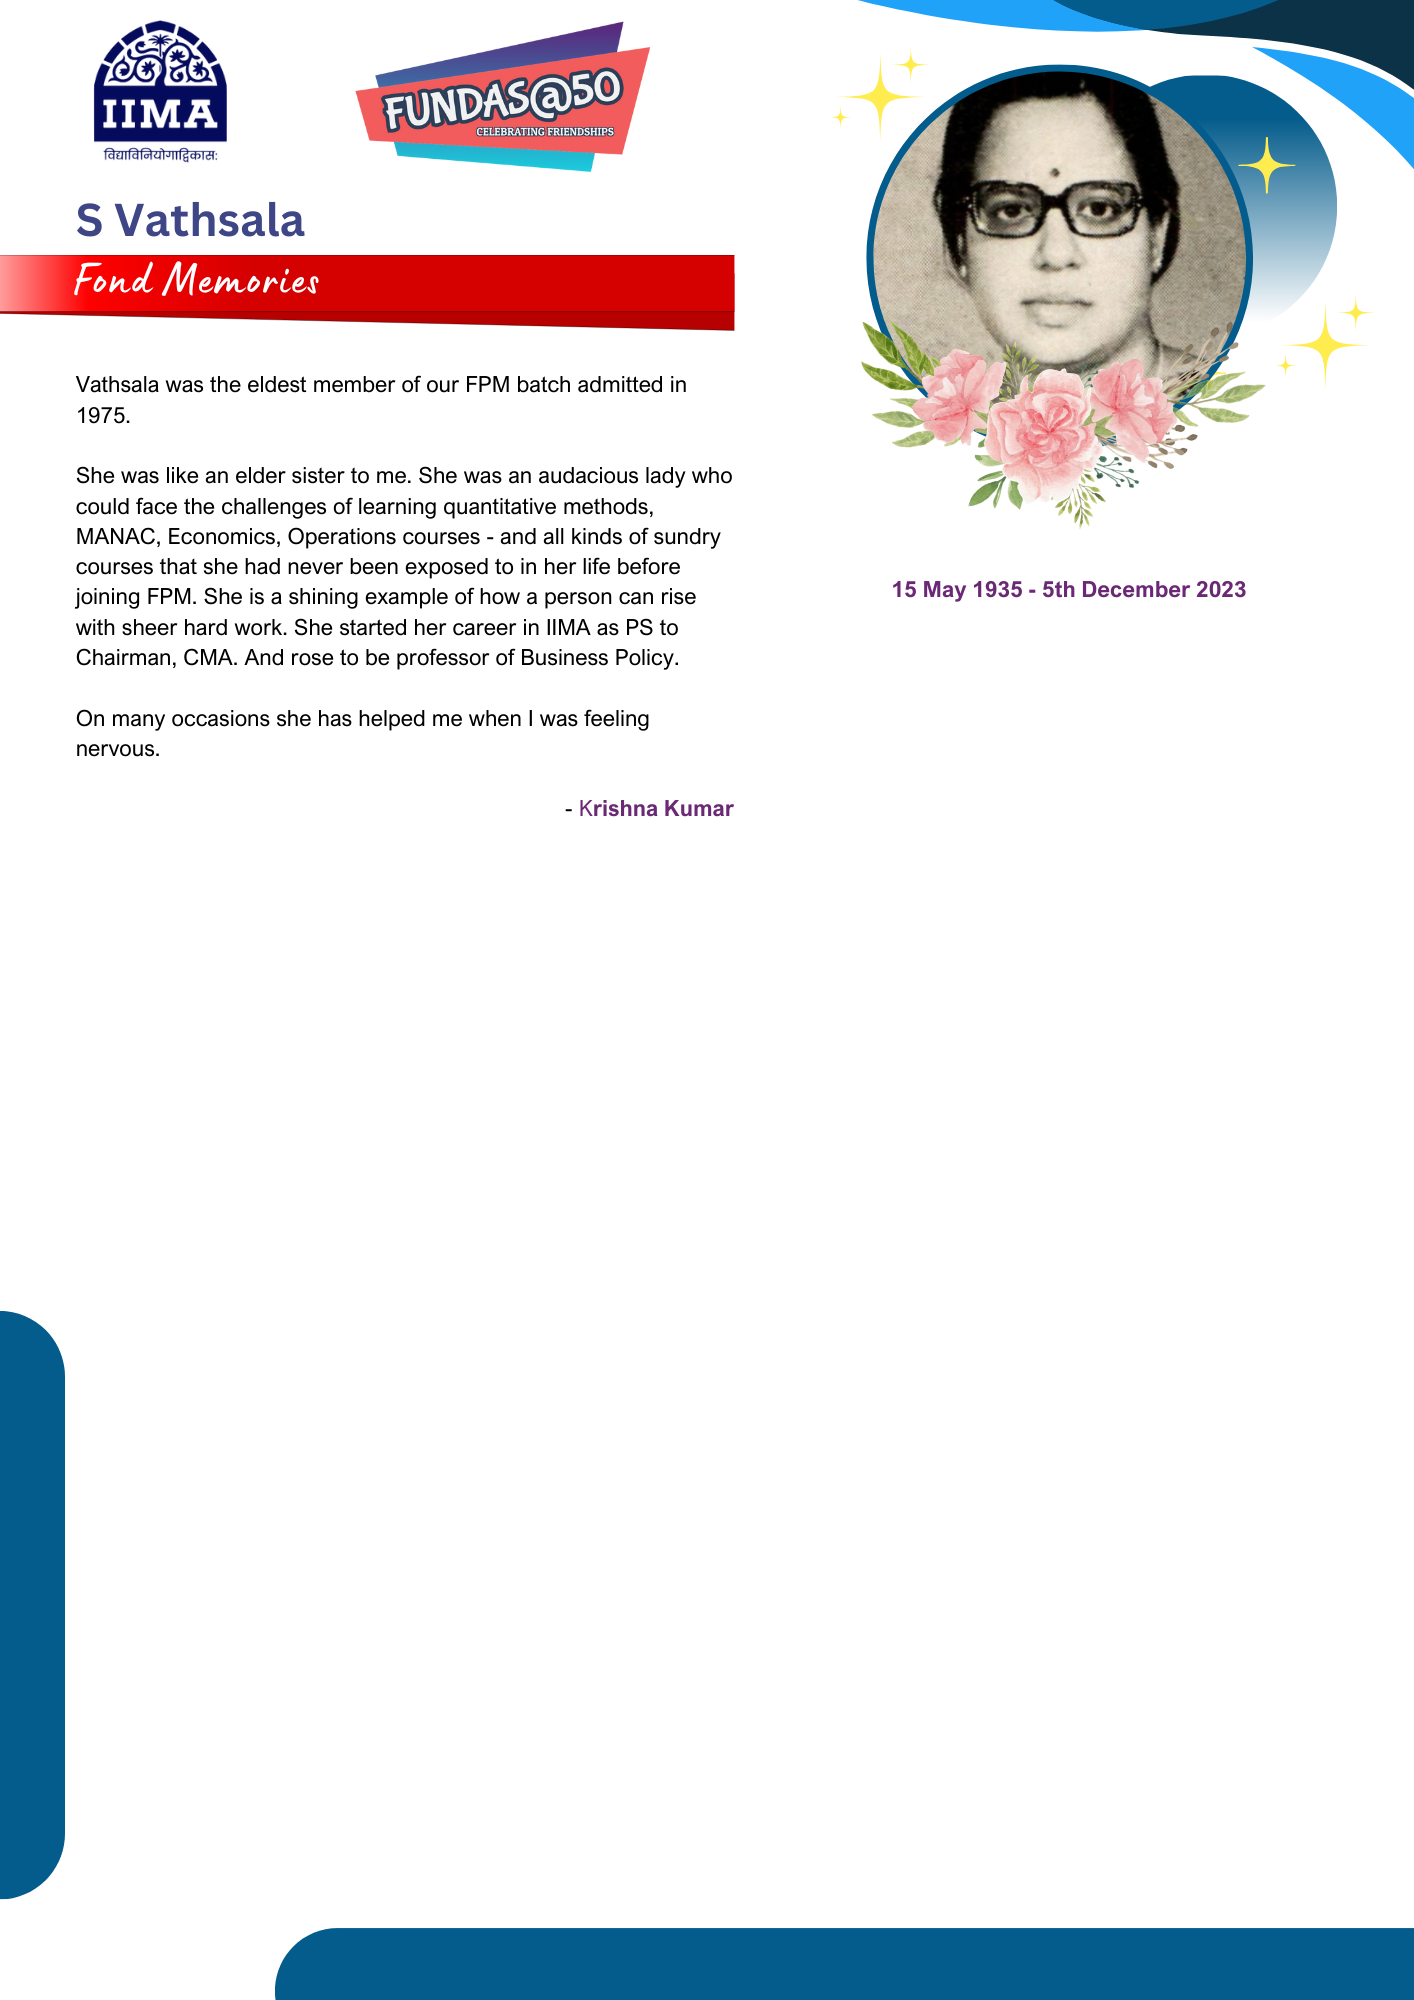 IIMA
विद्याविनियोगाद्विकास:
FUNDAS@50
CELEBRATING FRIENDSHIPS
S Vathsala
Fond Memories
Vathsala was the eldest member of our FPM batch admitted in
1975.
She was like an elder sister to me. She was an audacious lady who
could face the challenges of learning quantitative methods,
MANAC, Economics, Operations courses - and all kinds of sundry
courses that she had never been exposed to in her life before
joining FPM. She is a shining example of how a person can rise
with sheer hard work. She started her career in IIMA as PS to
Chairman, CMA. And rose to be professor of Business Policy.
On many occasions she has helped me when I was feeling
nervous.
- Krishna Kumar
15 May 1935 - 5th December 2023